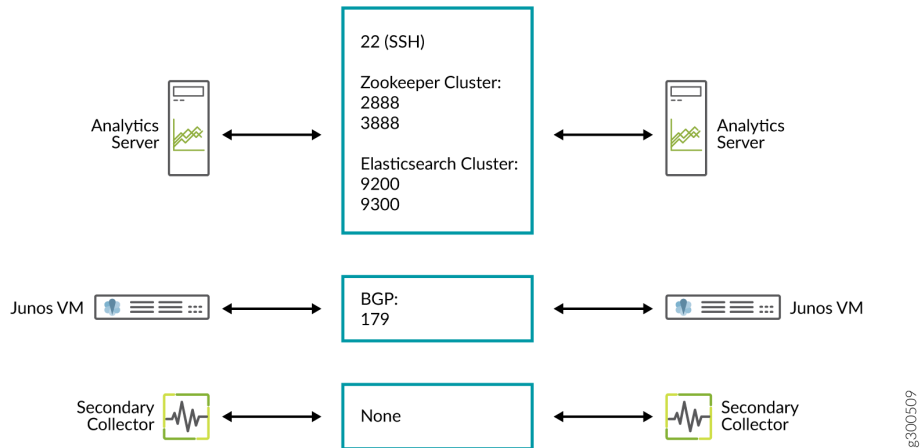 22 (SSH)
Zookeeper Cluster:
2888
3888
Elasticsearch Cluster:
9200
9300
Analytics
Server
Analytics
Server
Junos VM
BGP:
179
Junos VM
Secondary
Collector
None
Secondary
Collector
g300509